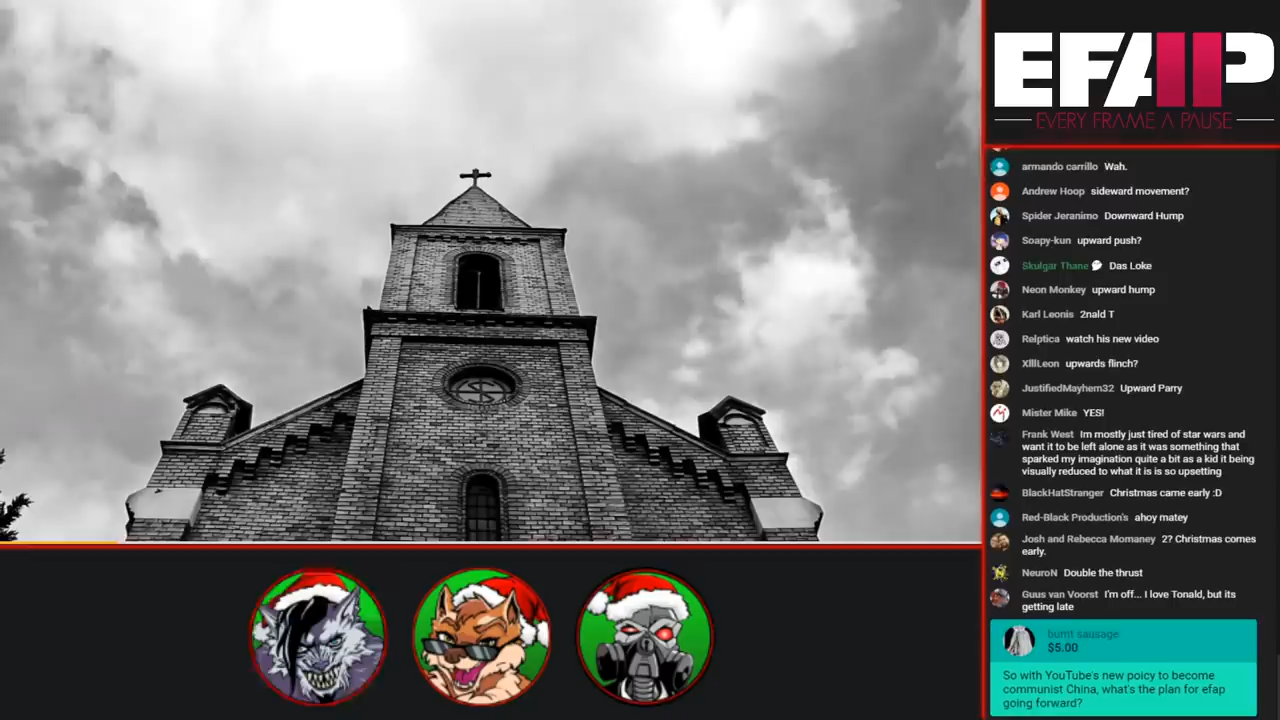 EFAP
EVERY FRAME A PAUSE
armando carrillo Wah.
Andrew Hoop sideward movement?
Spider Jeranimo Downward Hump
Soapy-kun upward push?
Skulgar Thane Das Loke
Neon Monkey upward hump
Karl Leonis 2nald T
Relptica watch his new video
XlllLeon upwards flinch?
JustifiedMayhem32 Upward Parry
Mister Mike YES!
Frank West Im mostly just tired of star wars and
want it to be left alone as it was something that
sparked my imagination quite a bit as a kid it being
visually reduced to what it is is so upsetting
BlackHatStranger Christmas came early :D
Red-Black Production's ahoy matey
Josh and Rebecca Momaney 2? Christmas comes
early.
NeuroN Double the thrust
Guus van Voorst I'm off... I love Tonald, but its
getting late
burnt sausage
$5.00
So with YouTube's new poicy to become
communist China, what's the plan for efap
going forward?